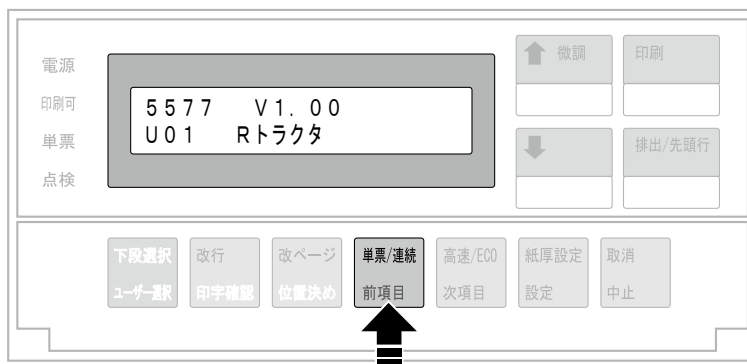 電源
印刷可
単票
点検
5577 V1.00
U01 Rトラクタ
微調
印刷
排出/先頭行
下段選択
ユーザー選択
改行
印字確認
改ページ
位置決め
単票/連続
前項目
高速/ECO
次項目
紙厚設定
設定
取消
中止